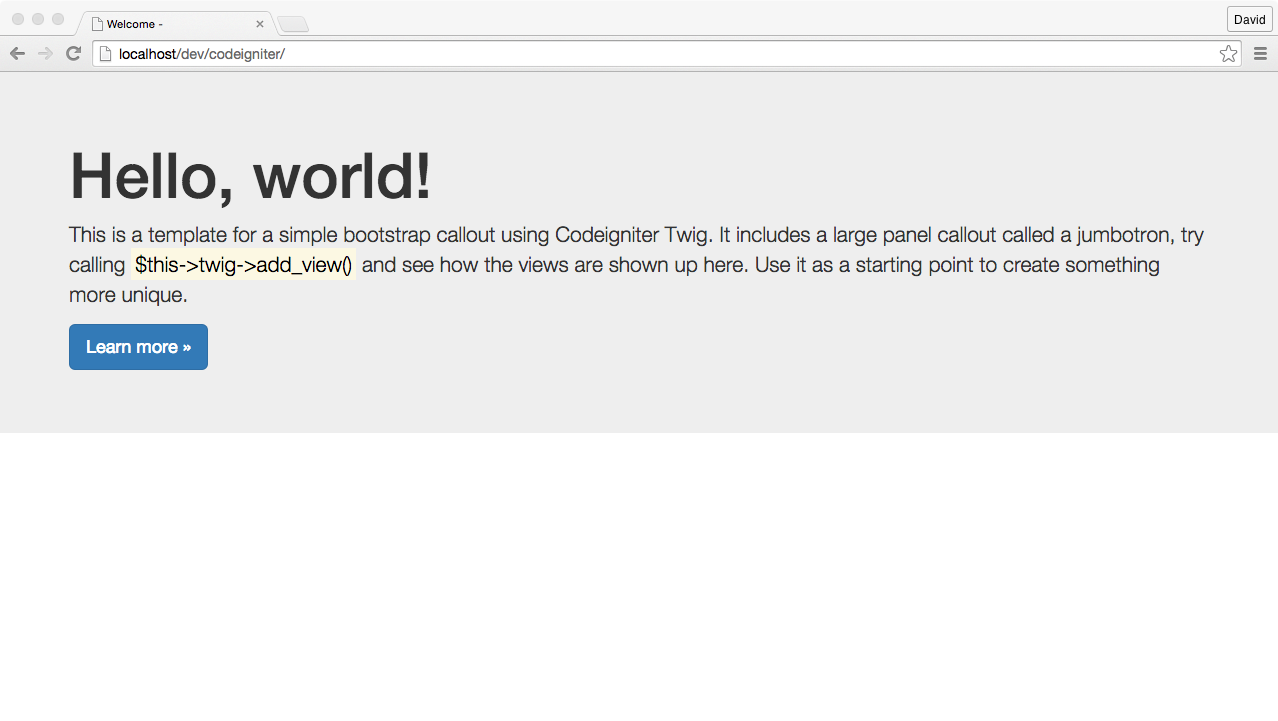 Welcome -
David
localhost/dev/codeigniter/
Hello, world!
This is a template for a simple bootstrap callout using Codeigniter Twig. It includes a large panel callout called a jumbotron, try
calling $this->twig->add_view() and see how the views are shown up here. Use it as a starting point to create something
more unique.
Learn more »